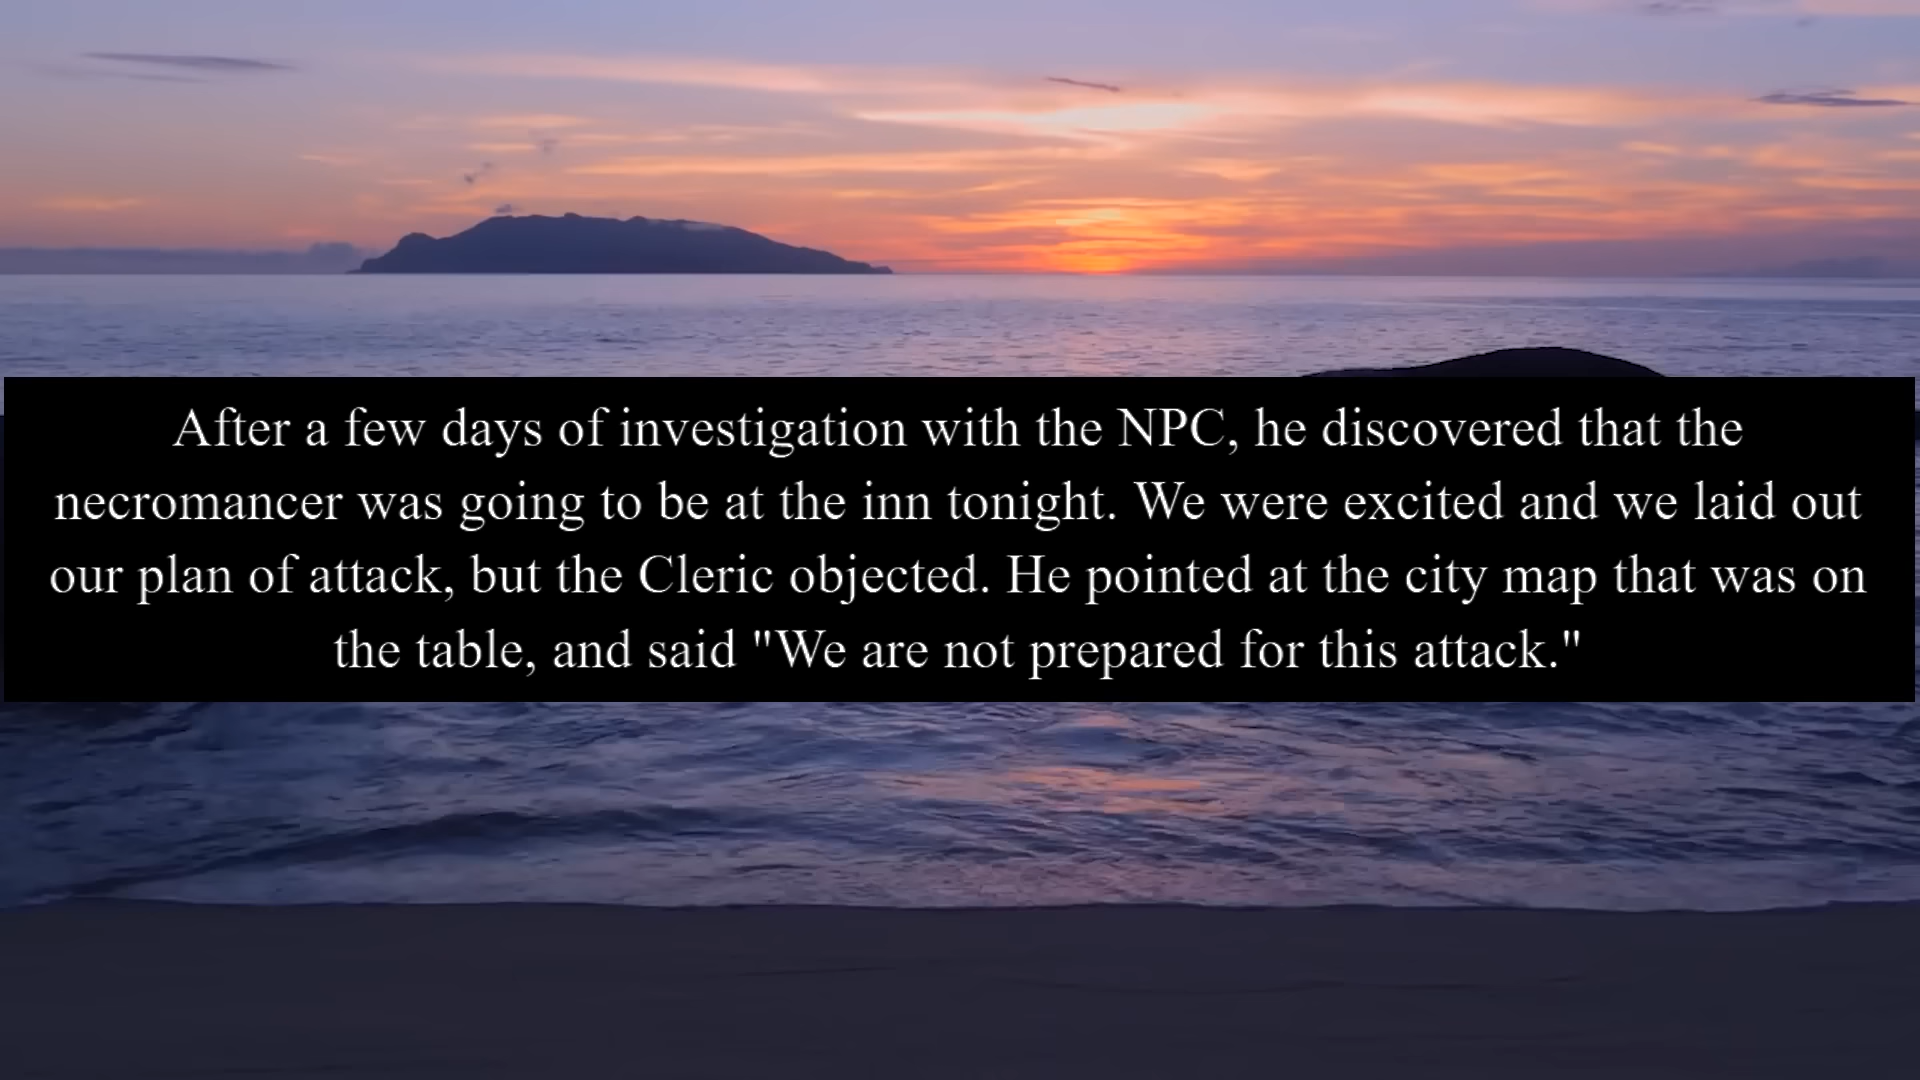 After a few days of investigation with the NPC, he discovered that the
necromancer was going to be at the inn tonight. We were excited and we laid out
our plan of attack, but the Cleric objected. He pointed at the city map that was on
the table, and said "We are not prepared for this attack."